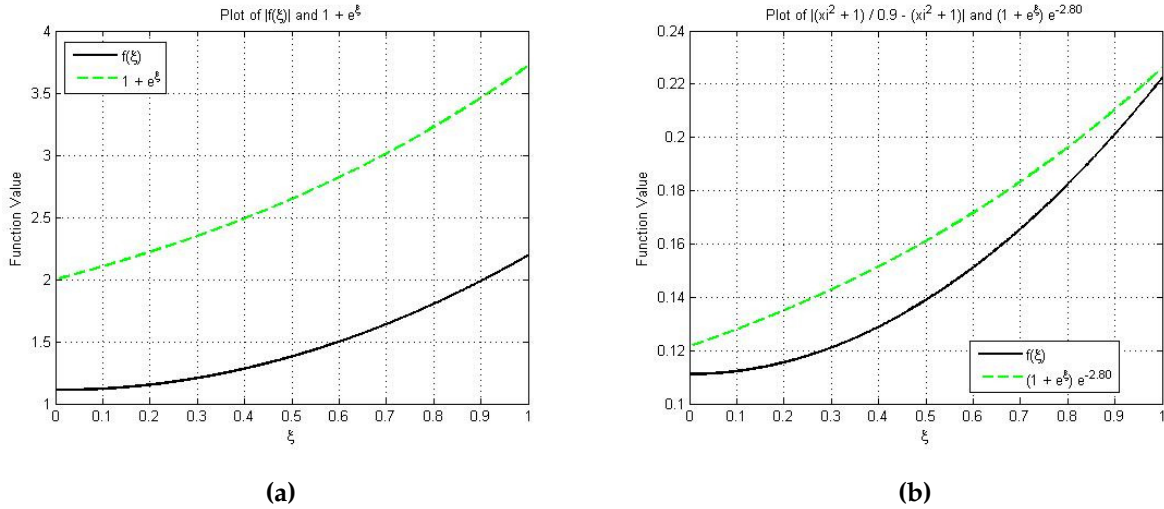 Plot of |f(ξ)| and 1 + e^ξ
4
3.5
3
2.5
2
1.5
1
0 0.1 0.2 0.3 0.4 0.5 0.6 0.7 0.8 0.9 1
Function Value
ξ
f(ξ)
1 + e^ξ
(a)
Plot of |(xi² + 1) / 0.9 - (xi² + 1)| and (1 + e^ξ) e^-2.80
0.24
0.22
0.2
0.18
0.16
0.14
0.12
0.1
0 0.1 0.2 0.3 0.4 0.5 0.6 0.7 0.8 0.9 1
Function Value
ξ
f(ξ)
(1 + e^ξ) e^-2.80
(b)